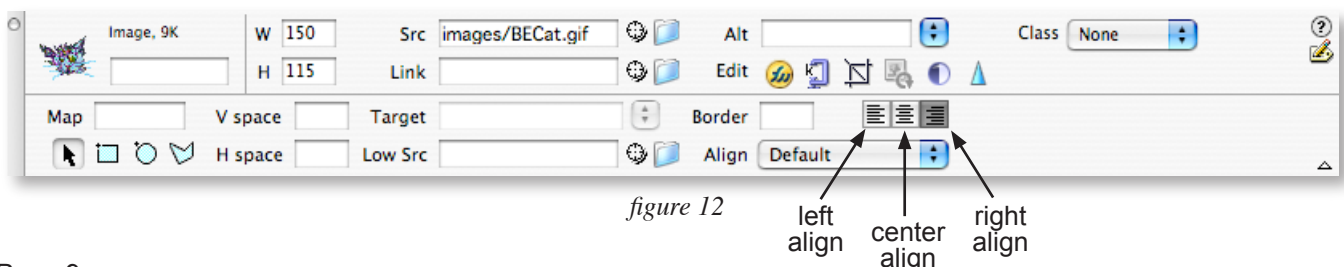 Image, 9K W 150 Src images/BECat.gif Alt Class None
H 115 Link Edit
Map V space Target Border
H space Low Src Align Default
figure 12
left align
center align
right align